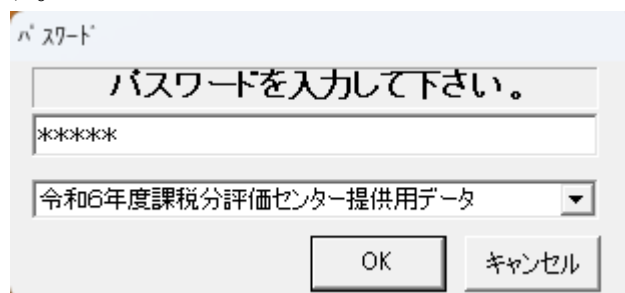 ﾊﾟｽﾜｰﾄﾞ
パスワードを入力して下さい。
*****
令和6年度課税分評価センター提供用データ
OK キャンセル